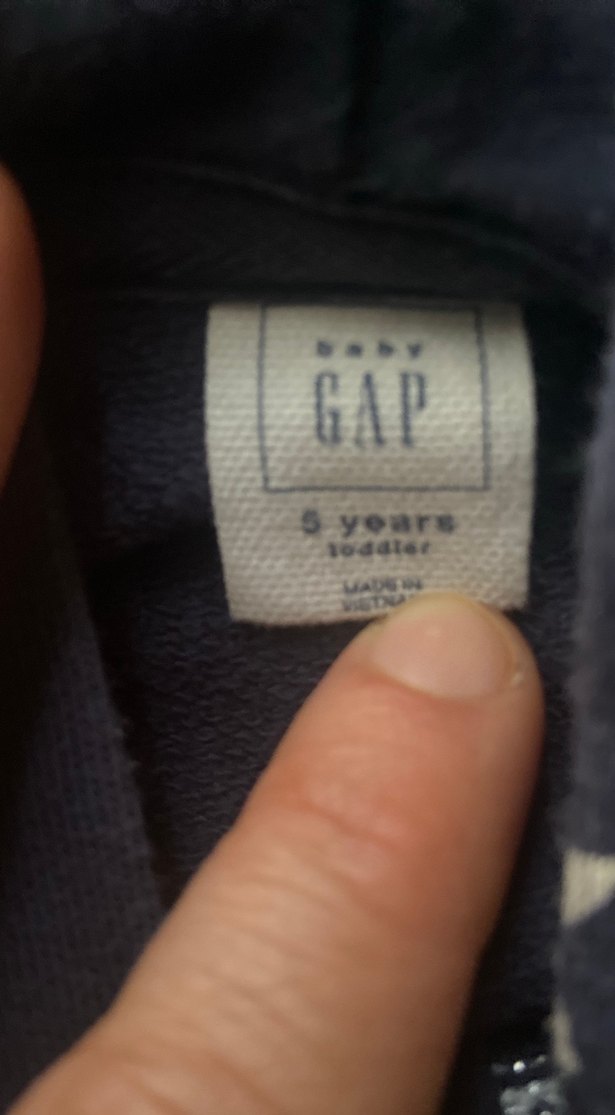 baby
GAP
5 years
toddler
MADE IN